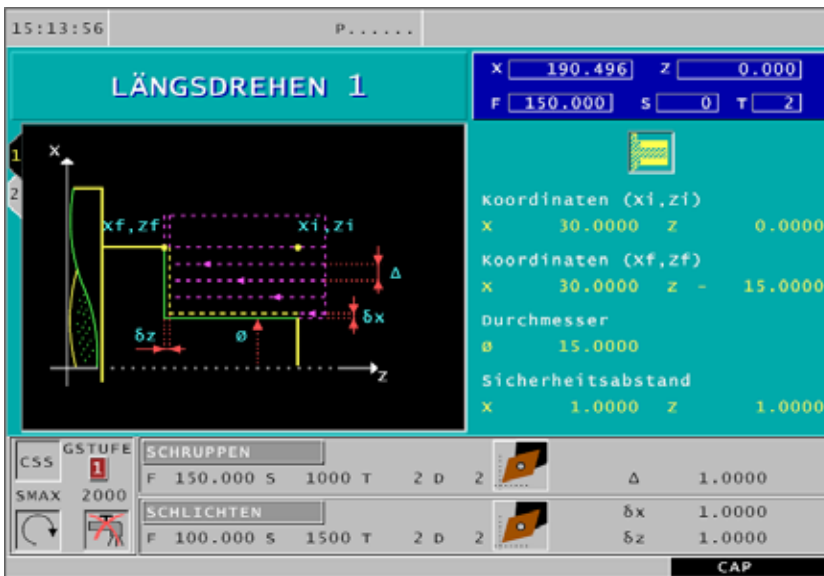 15:13:56 P......
LÄNGSDREHEN 1
X 190.496 Z 0.000
F 150.000 S 0 T 2
1
2
X
xf,zf xi,zi
Δ
δx
δz ø
Z
Koordinaten (Xi,Zi)
X 30.0000 Z 0.0000
Koordinaten (Xf,Zf)
X 30.0000 Z - 15.0000
Durchmesser
ø 15.0000
Sicherheitsabstand
X 1.0000 Z 1.0000
CSS GSTUFE
1
SMAX 2000
SCHRUPPEN
F 150.000 S 1000 T 2 D 2 Δ 1.0000
SCHLICHTEN
F 100.000 S 1500 T 2 D 2
δx 1.0000
δz 1.0000
CAP